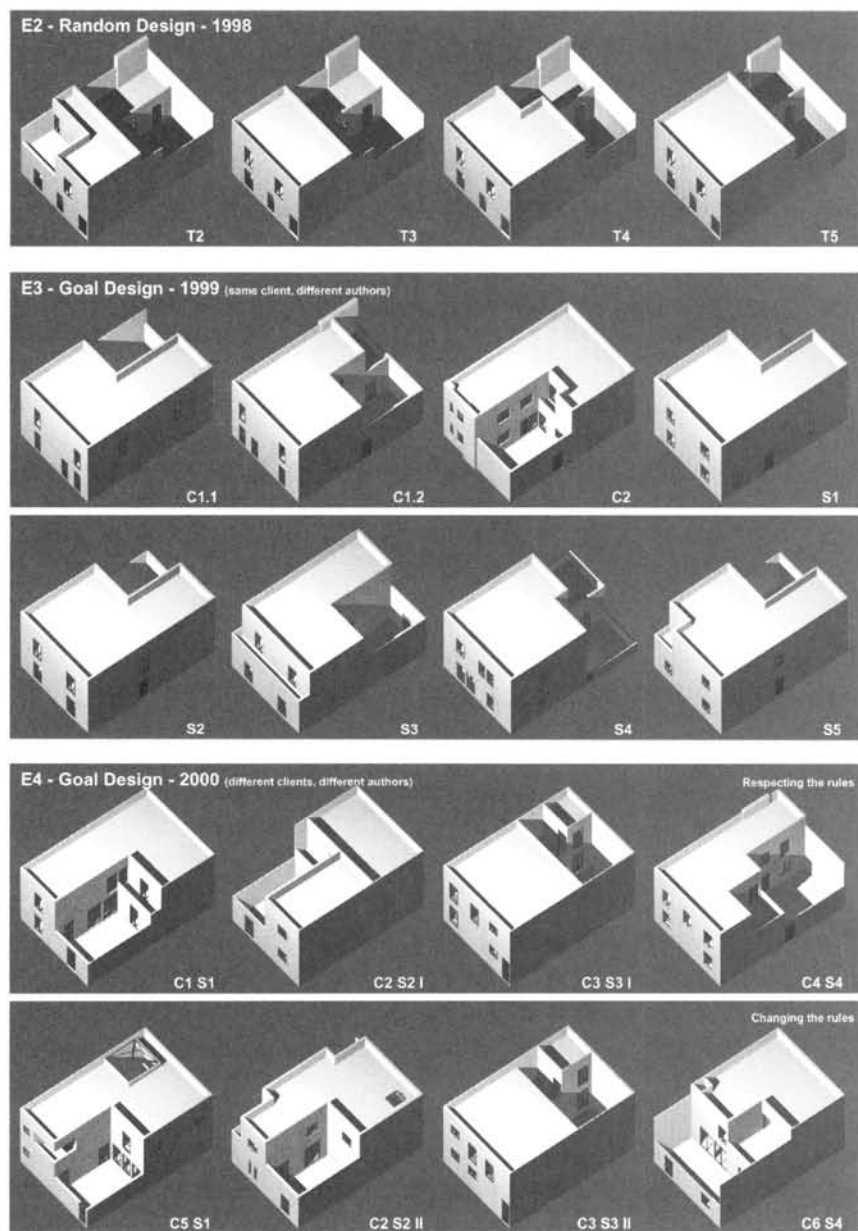 E2 - Random Design - 1998
T2 T3 T4 T5
E3 - Goal Design - 1999 (same client, different authors)
C1.1 C1.2 C2 S1
S2 S3 S4 S5
E4 - Goal Design - 2000 (different clients, different authors) Respecting the rules
C1 S1 C2 S2 I C3 S3 I C4 S4
Changing the rules
C5 S1 C2 S2 II C3 S3 II C6 S4